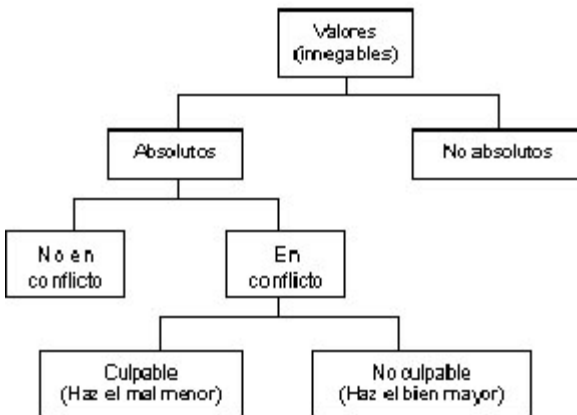 Valores
(innegables)
Absolutos
No absolutos
No en
conflicto
En
conflicto
Culpable
(Haz el mal menor)
No culpable
(Haz el bien mayor)